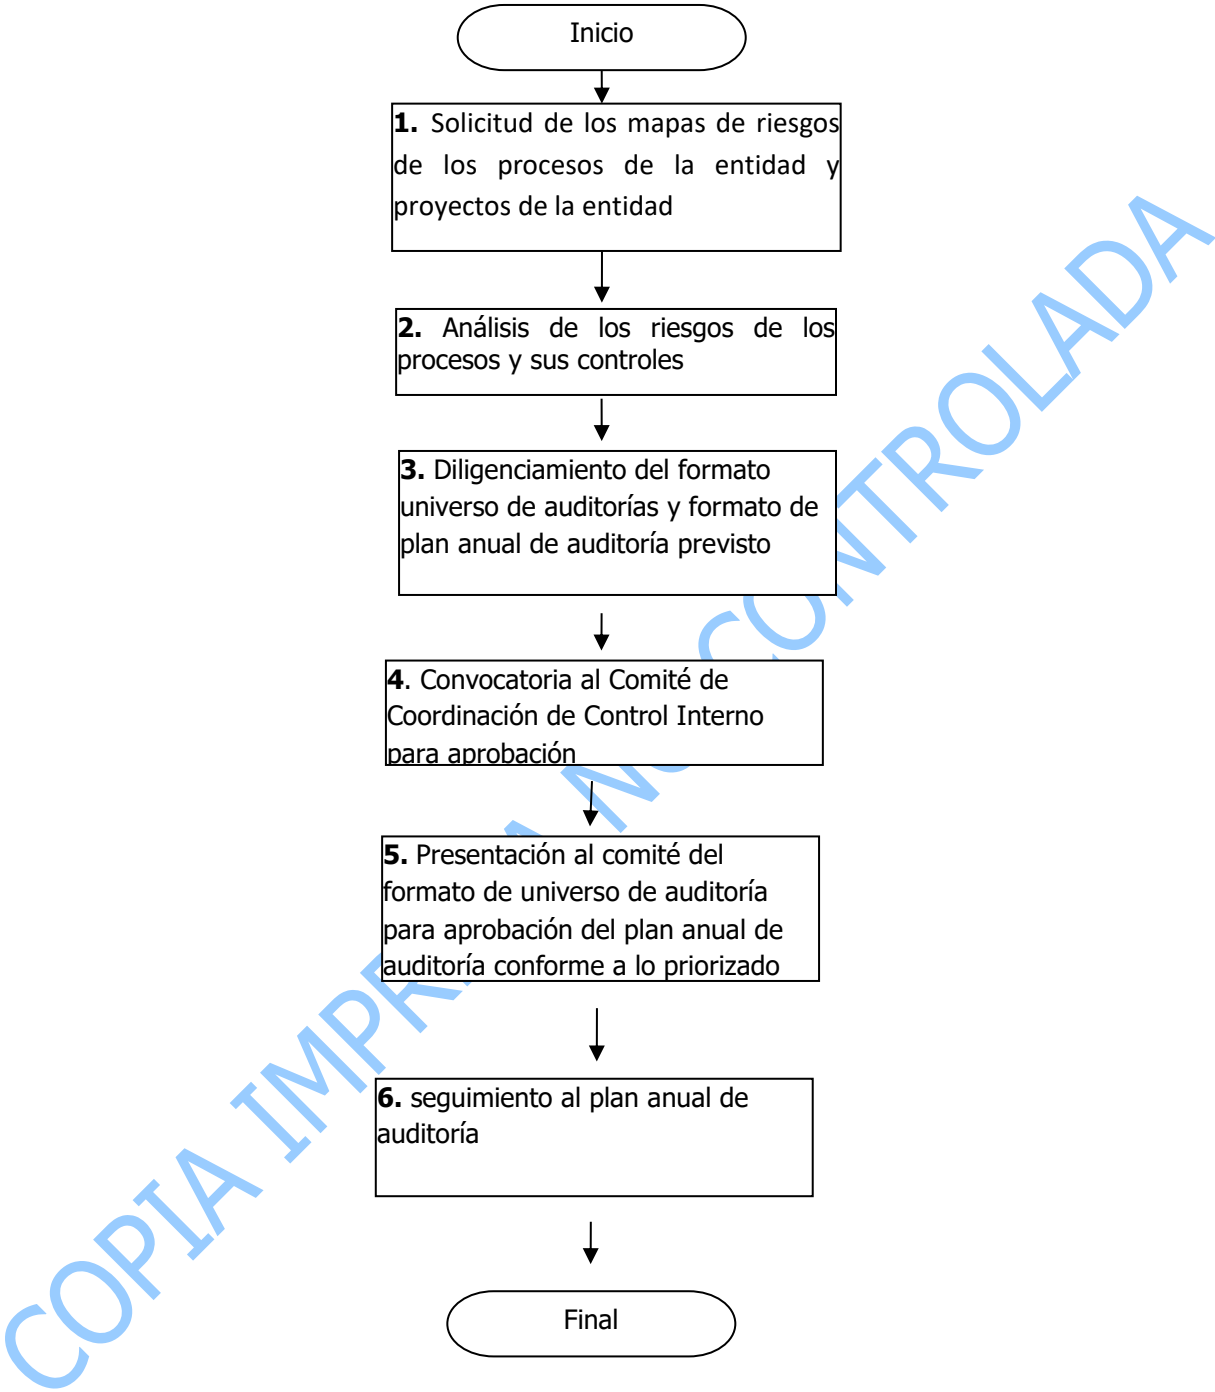 Inicio
1. Solicitud de los mapas de riesgos
de los procesos de la entidad y
proyectos de la entidad
2. Análisis de los riesgos de los
procesos y sus controles
3. Diligenciamiento del formato
universo de auditorías y formato de
plan anual de auditoría previsto
4. Convocatoria al Comité de
Coordinación de Control Interno
para aprobación
5. Presentación al comité del
formato de universo de auditoría
para aprobación del plan anual de
auditoría conforme a lo priorizado
6. seguimiento al plan anual de
auditoría
Final
COPIA IMPRESA NO CONTROLADA